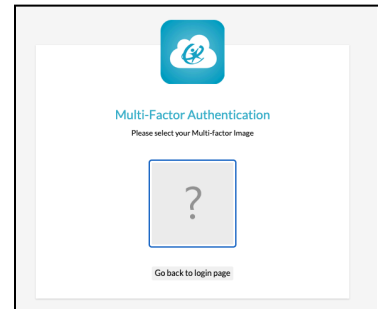 Multi-Factor Authentication
Please select your Multi-factor Image
?
Go back to login page